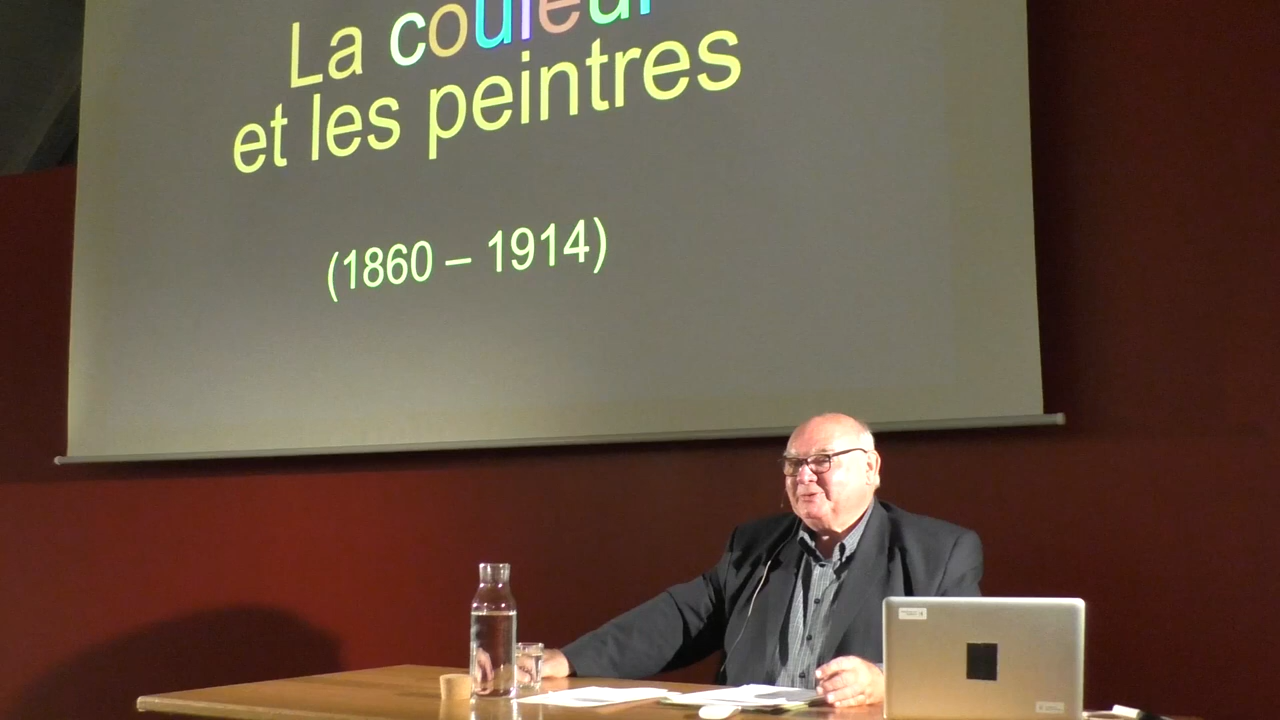 La couleur
et les peintres
(1860 – 1914)